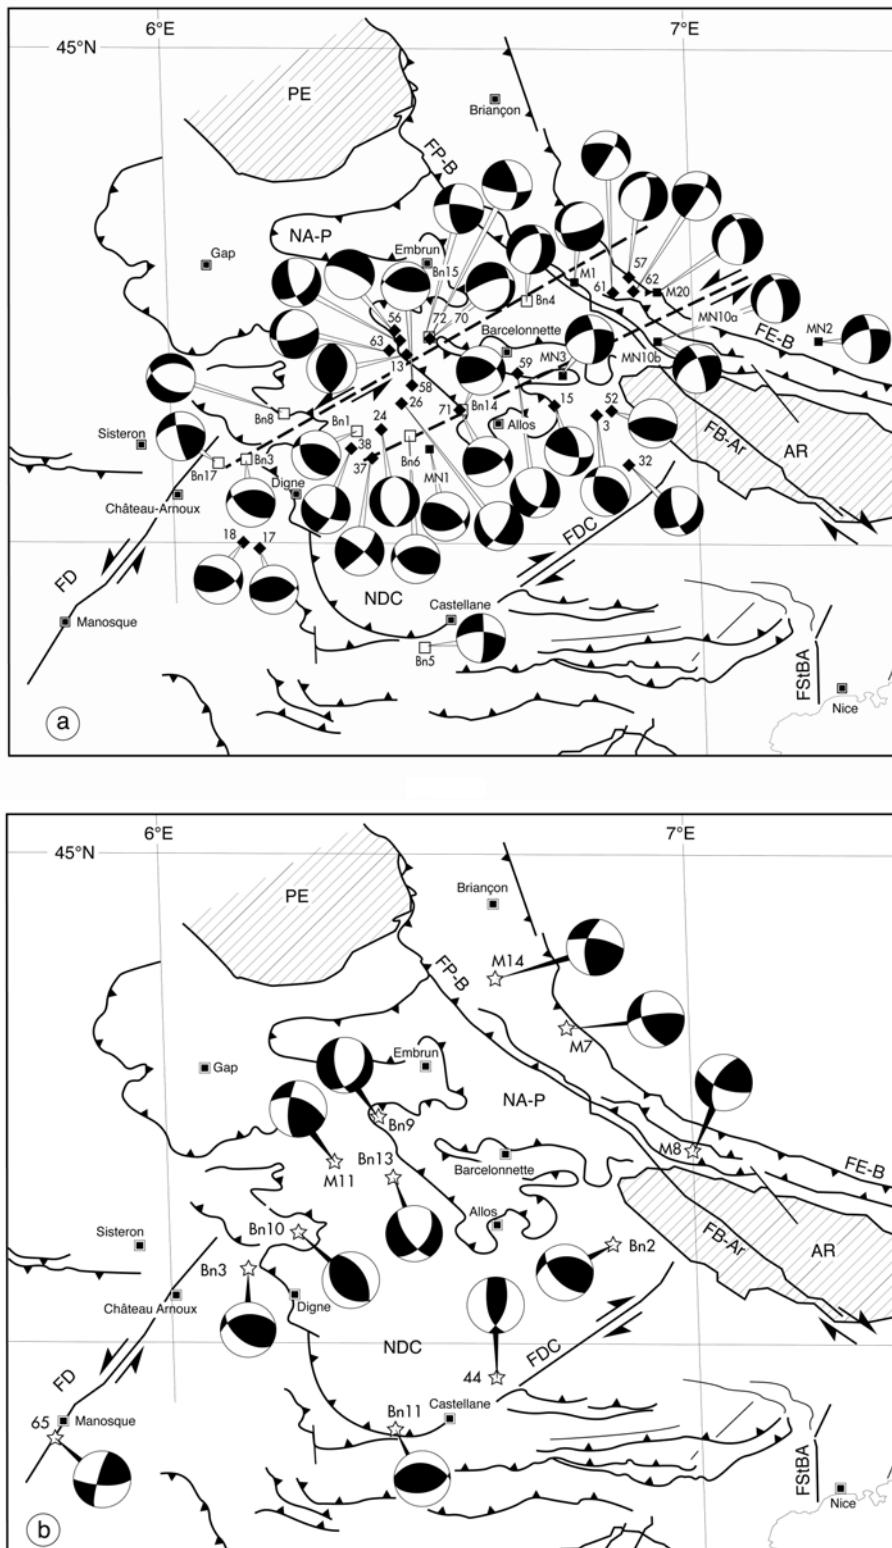 6°E
7°E
45°N
PE
Briançon
FP-B
NA-P
Gap
Embrun
Bn15
M1
57
62
61
M20
Bn4
56
72
70
MN10a
63
Barcelonnette
MN2
13
MN3
MN10b
FE-B
59
58
Bn8
26
Bn14
71
15
52
Bn1
24
Allos
3
Sisteron
38
FB-Ar
AR
Bn17
Bn3
37
Bn6
MN1
32
Digne
Château-Arnoux
FDC
18
17
FD
NDC
Castellane
Manosque
Bn5
FStBA
Nice
a
6°E
7°E
45°N
PE
Briançon
FP-B
M14
M7
Gap
Embrun
NA-P
Bn9
M8
Bn13
Barcelonnette
M11
FE-B
Allos
Sisteron
Bn10
Bn2
FB-Ar
AR
Bn3
Château Arnoux
Digne
NDC
FDC
FD
44
65
Manosque
Bn11
Castellane
FStBA
Nice
b